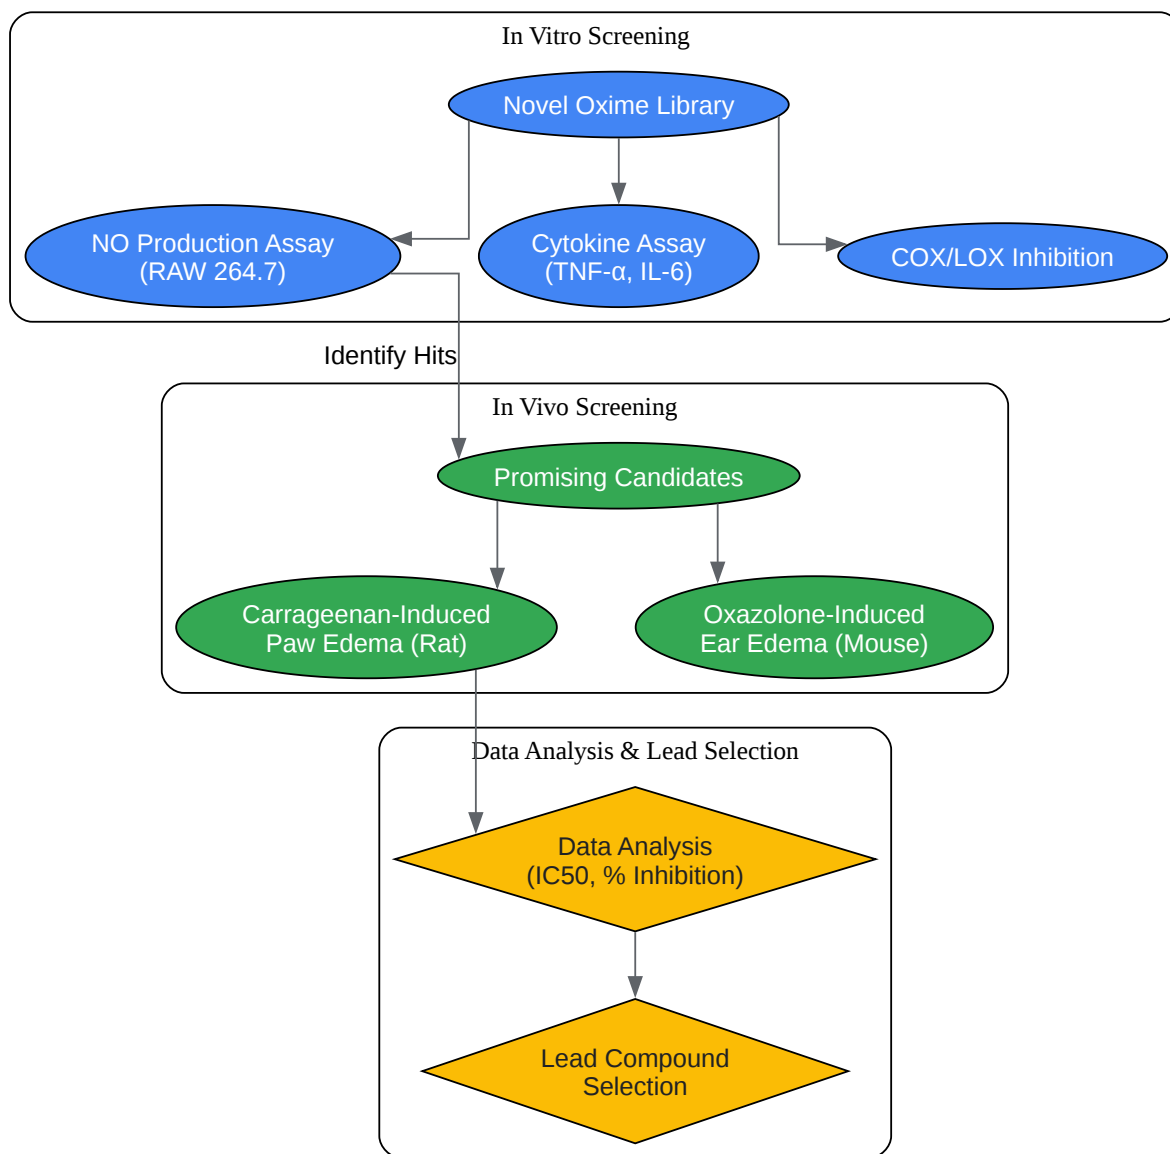 In Vitro Screening
Novel Oxime Library
NO Production Assay
(RAW 264.7)
Cytokine Assay
(TNF-α, IL-6)
COX/LOX Inhibition
Identify Hits
In Vivo Screening
Promising Candidates
Carrageenan-Induced
Paw Edema (Rat)
Oxazolone-Induced
Ear Edema (Mouse)
Data Analysis & Lead Selection
Data Analysis
(IC50, % Inhibition)
Lead Compound
Selection